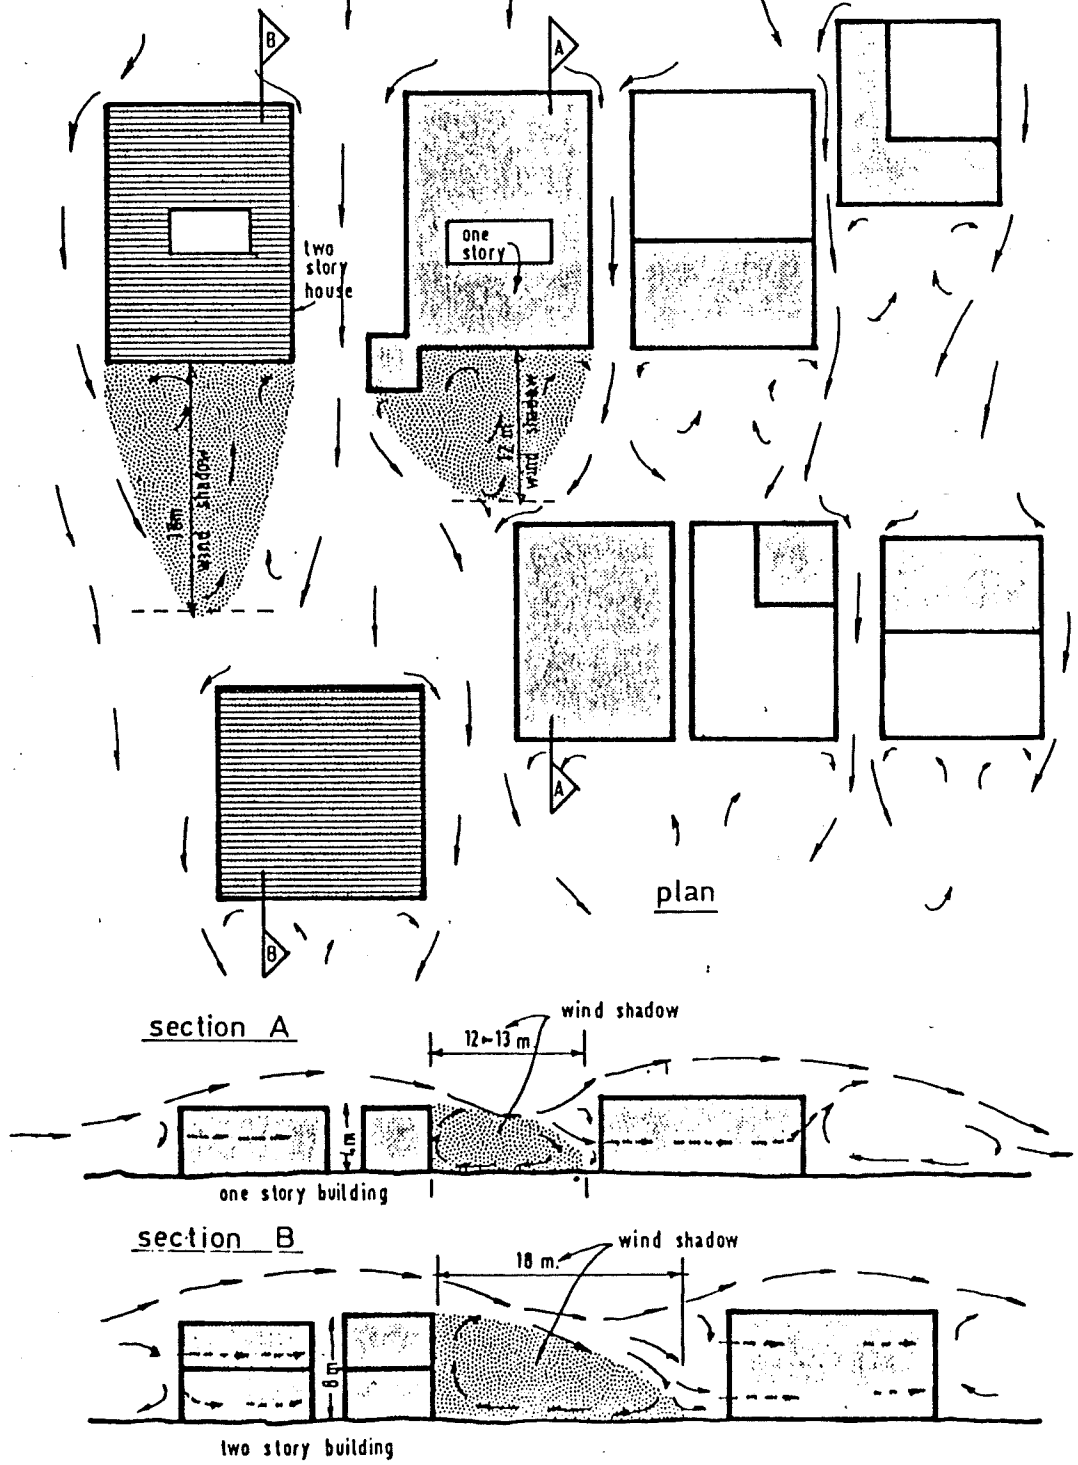 B
A
one
story
two
story
house
12 m
wind shadow
18m
wind shadow
A
plan
B
section A
12-13 m.
wind shadow
one story building
section B
18 m.
wind shadow
8 m
two story building